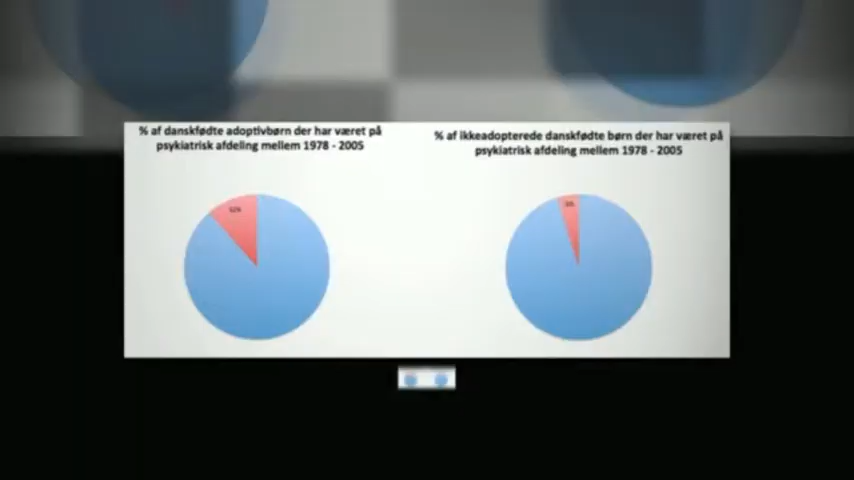 % af danskfødte adoptivbørn der har været på
psykiatrisk afdeling mellem 1978 - 2005
% af ikkeadopterede danskfødte børn der har været på
psykiatrisk afdeling mellem 1978 - 2005